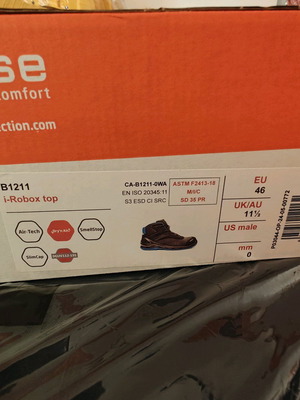 se
omfort
ction.com
B1211
i-Robox top
CA-B1211-0WA
EN ISO 20345:11
S3 ESD CI SRC
ASTM F2413-18
M/I/C
SD 35 PR
EU
46
UK/AU
11½
US male
mm
0
Air-Tech
SmellStop
SlimCap